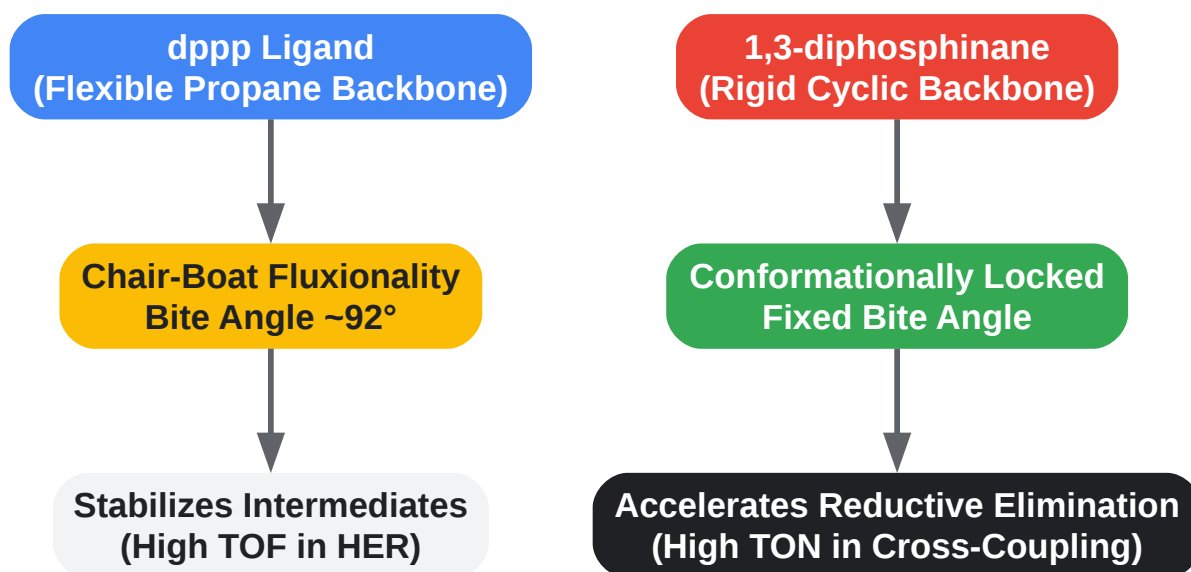 dppp Ligand
(Flexible Propane Backbone)
1,3-diphosphinane
(Rigid Cyclic Backbone)
Chair-Boat Fluxionality
Bite Angle ~92°
Conformationally Locked
Fixed Bite Angle
Stabilizes Intermediates
(High TOF in HER)
Accelerates Reductive Elimination
(High TON in Cross-Coupling)